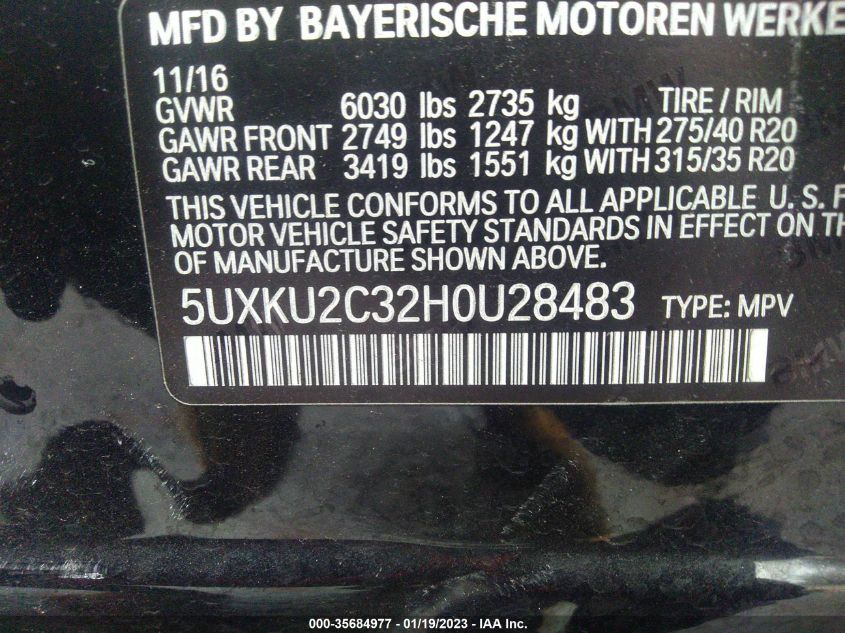 MFD BY BAYERISCHE MOTOREN WERKE
11/16
GVWR 6030 lbs 2735 kg TIRE / RIM
GAWR FRONT 2749 lbs 1247 kg WITH 275/40 R20
GAWR REAR 3419 lbs 1551 kg WITH 315/35 R20
THIS VEHICLE CONFORMS TO ALL APPLICABLE U. S. F
MOTOR VEHICLE SAFETY STANDARDS IN EFFECT ON TH
OF MANUFACTURE SHOWN ABOVE.
5UXKU2C32H0U28483 TYPE: MPV
000-35684977 - 01/19/2023 - IAA Inc.